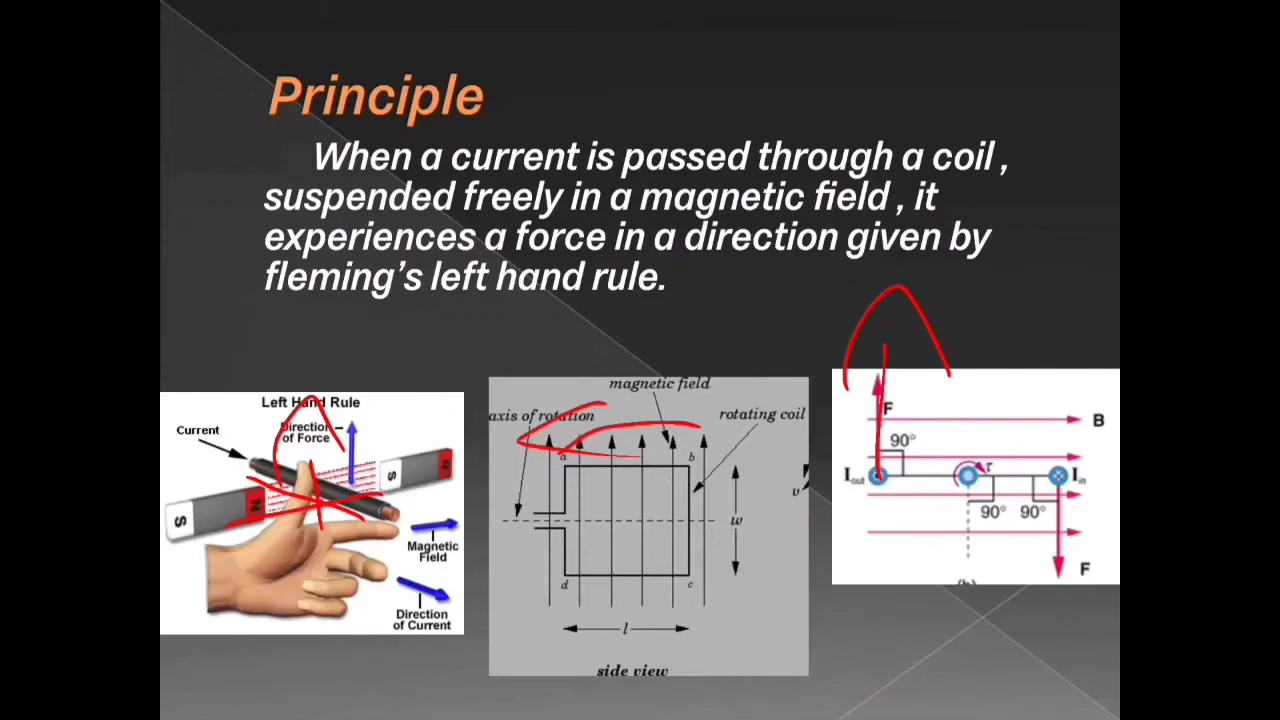 Principle
When a current is passed through a coil ,
suspended freely in a magnetic field , it
experiences a force in a direction given by
fleming's left hand rule.
Left Hand Rule
Current
Direction
of Force
S
N
S
N
Magnetic
Field
Direction
of Current
magnetic field
axis of rotation
rotating coil
a
b
w
d
c
l
side view
v
F
B
90°
I out
τ
I in
90°
90°
F